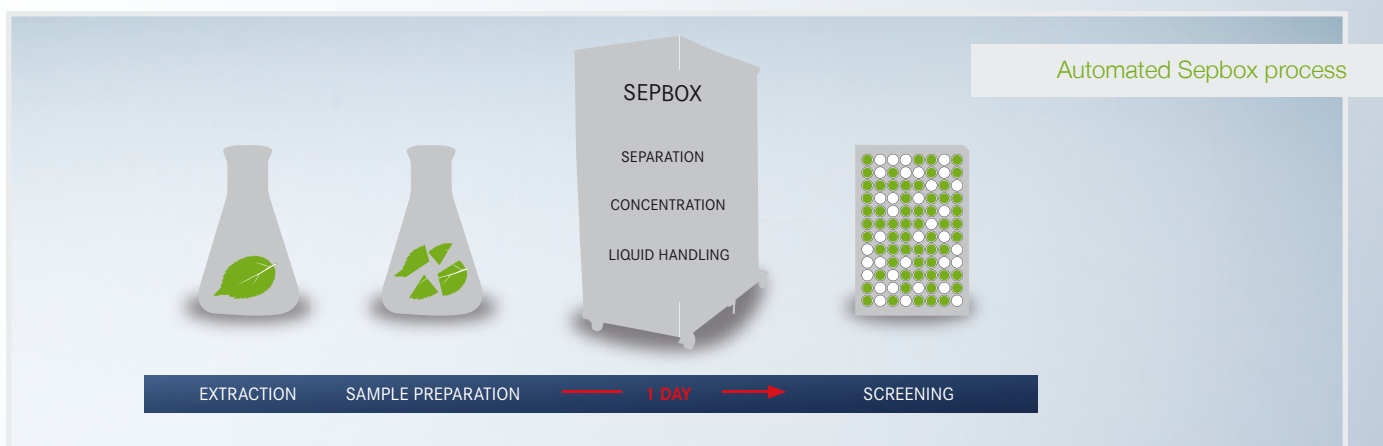 Automated Sepbox process
SEPBOX
SEPARATION
CONCENTRATION
LIQUID HANDLING
EXTRACTION SAMPLE PREPARATION 1 DAY SCREENING